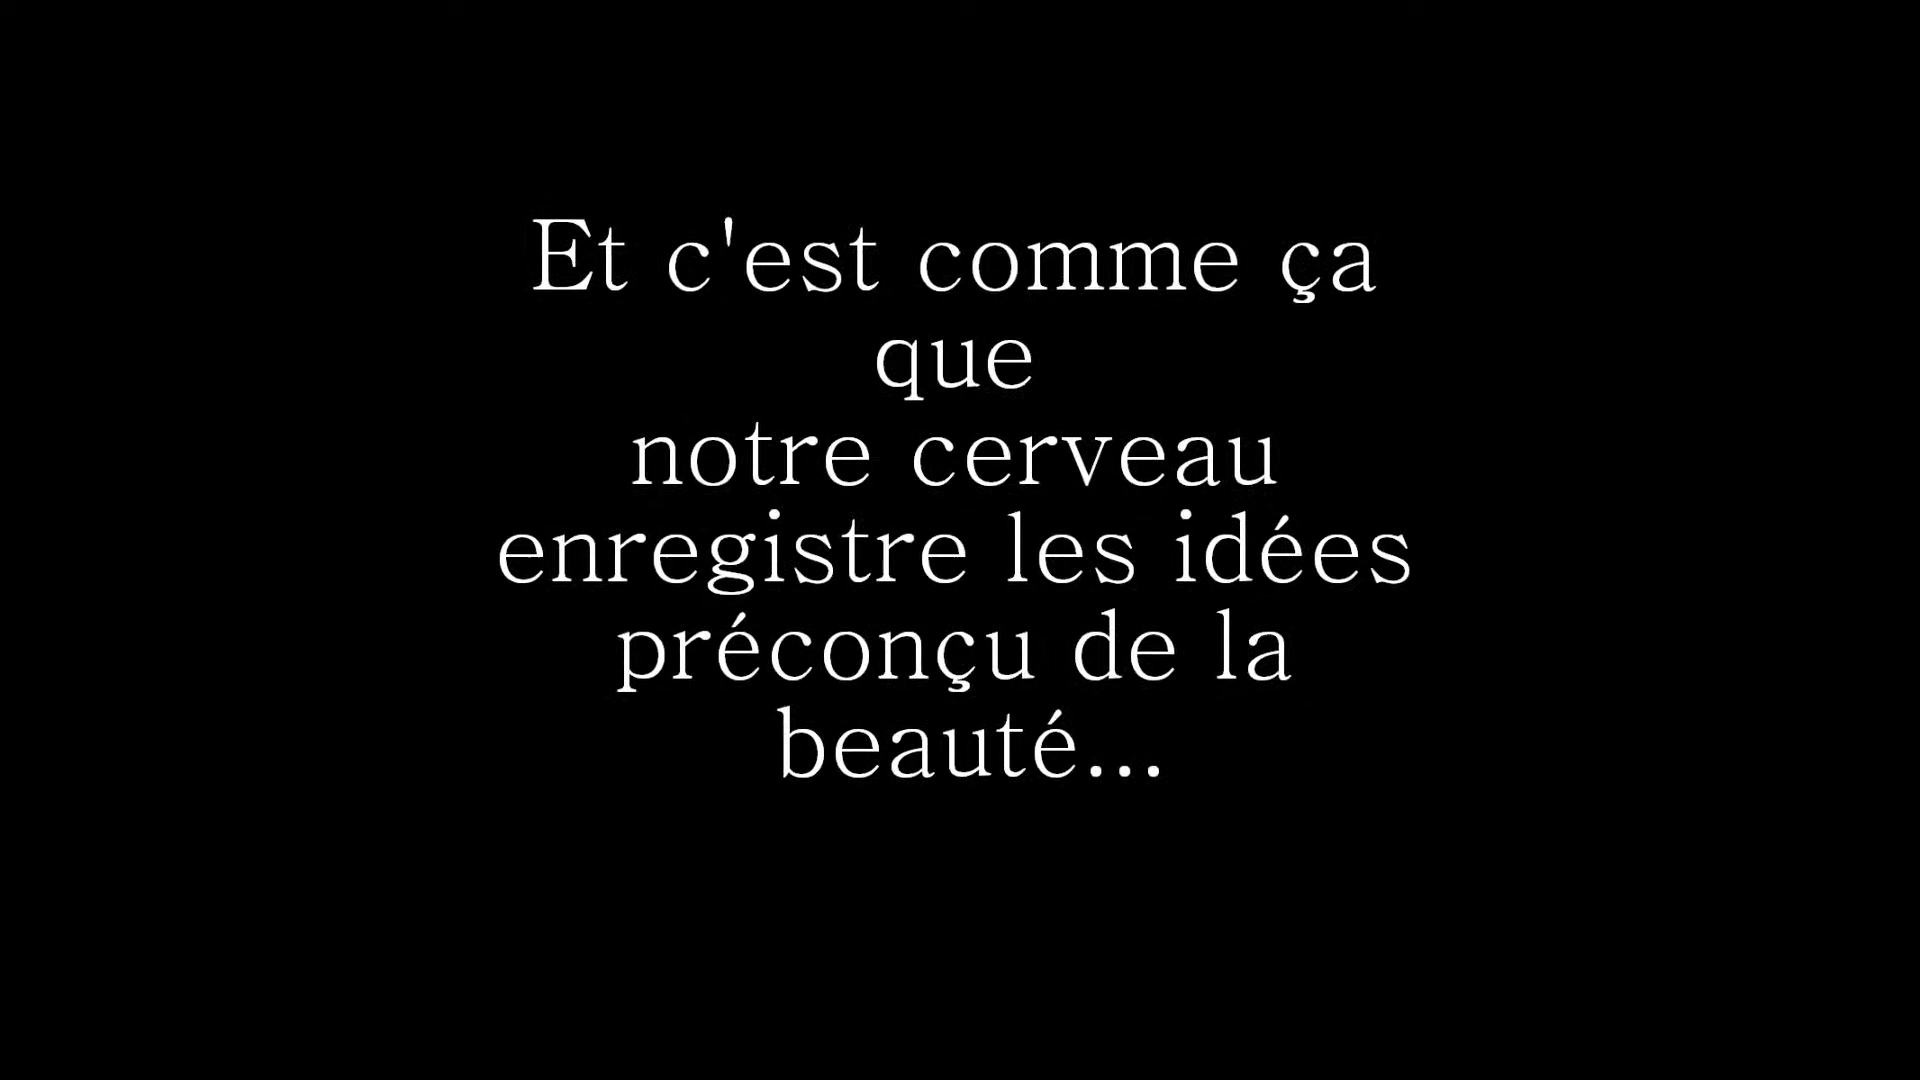 Et c'est comme ça
que
notre cerveau
enregistre les idées
préconçu de la
beauté...